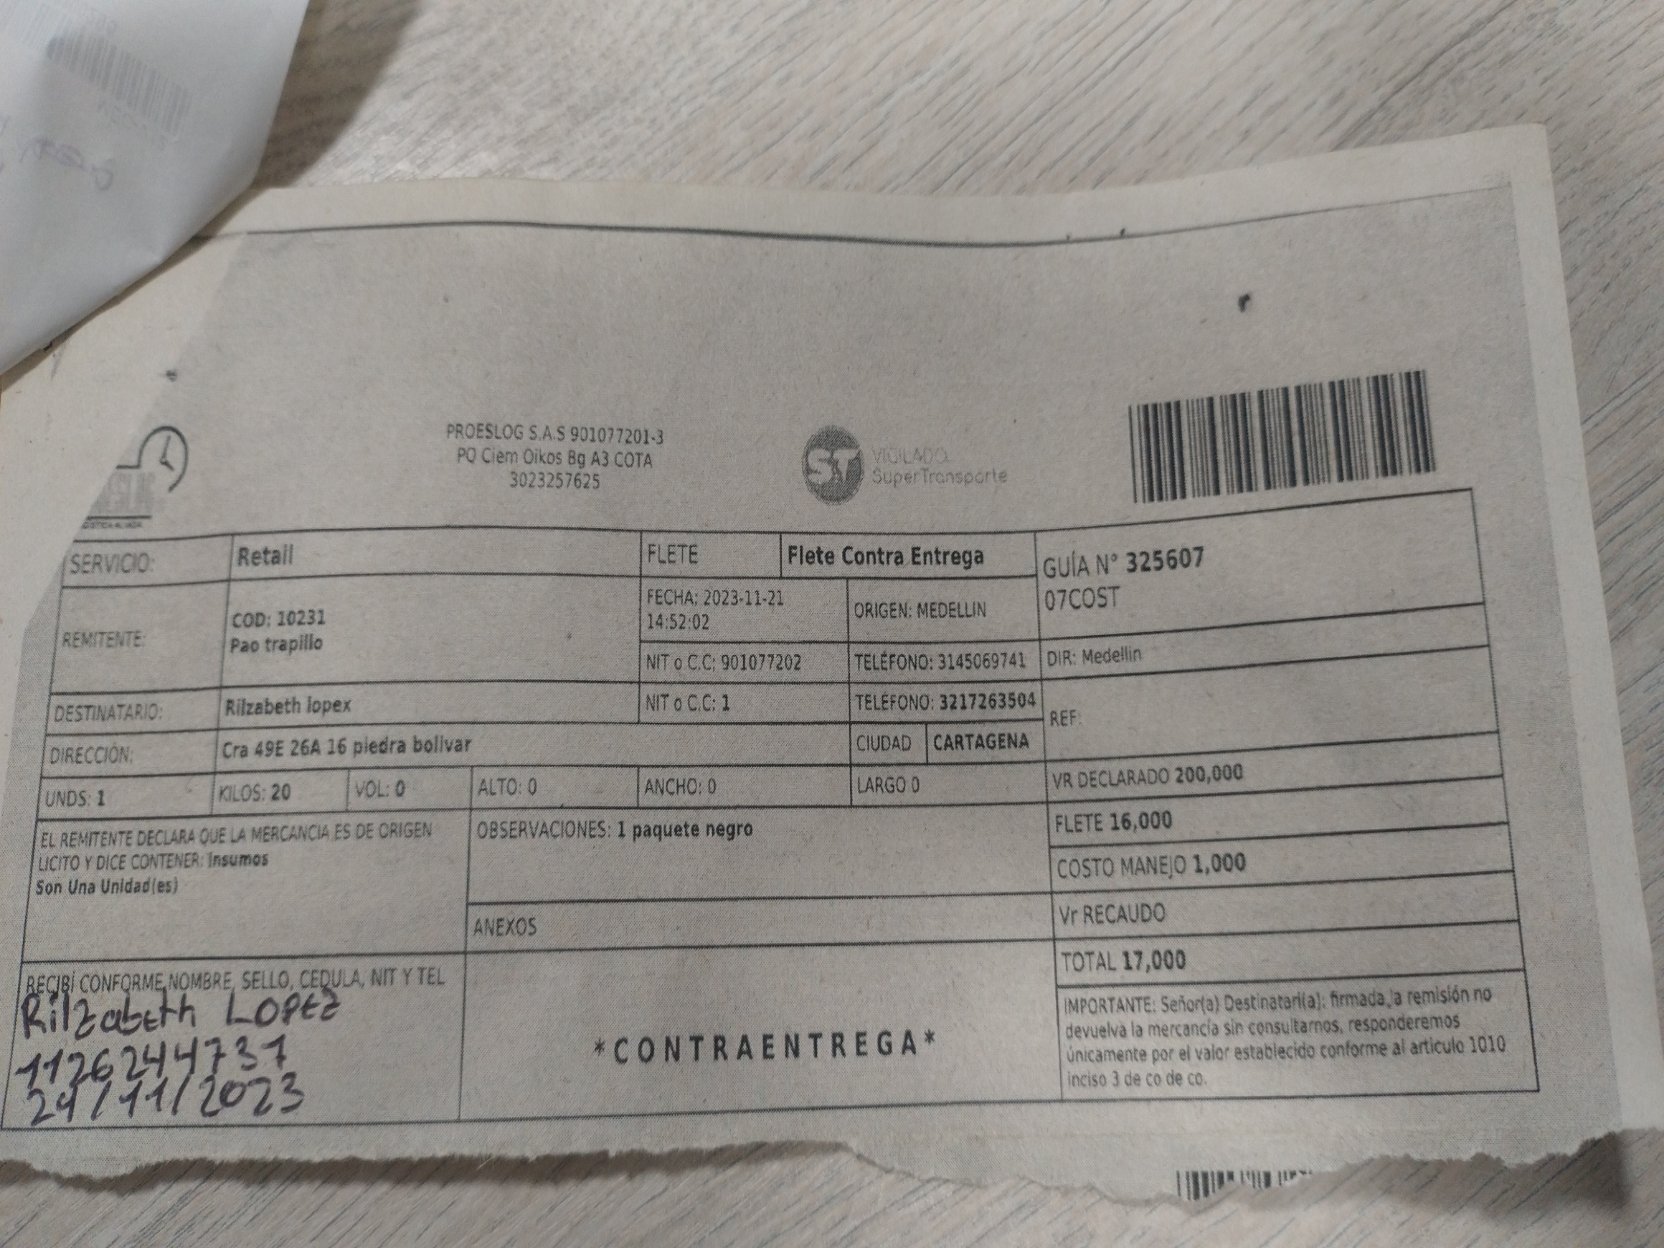 PROESLOG S.A.S 901077201-3
PQ Ciem Oikos Bg A3 COTA
3023257625
ST
VIGILADO
SuperTransporte
SERVICIO: Retail FLETE Flete Contra Entrega
GUÍA N° 325607
07COST
REMITENTE: COD: 10231
Pao trapillo
FECHA: 2023-11-21
14:52:02
ORIGEN: MEDELLIN
NIT o C.C: 901077202 TELÉFONO: 3145069741 DIR: Medellin
DESTINATARIO: Rilzabeth lopex NIT o C.C: 1 TELÉFONO: 3217263504
REF:
DIRECCIÓN: Cra 49E 26A 16 piedra bolivar CIUDAD CARTAGENA
UNDS: 1 KILOS: 20 VOL: 0 ALTO: 0 ANCHO: 0 LARGO 0 VR DECLARADO 200,000
EL REMITENTE DECLARA QUE LA MERCANCIA ES DE ORIGEN
LICITO Y DICE CONTENER: Insumos
Son Una Unidad(es)
OBSERVACIONES: 1 paquete negro
FLETE 16,000
COSTO MANEJO 1,000
ANEXOS
Vr RECAUDO
TOTAL 17,000
RECIBÍ CONFORME NOMBRE, SELLO, CEDULA, NIT Y TEL
Rilzabeth LOPEZ
1126244737
24/11/2023
*CONTRAENTREGA*
IMPORTANTE: Señor(a) Destinatari(a): firmada,la remisión no
devuelva la mercancía sin consultarnos, responderemos
únicamente por el valor establecido conforme al articulo 1010
inciso 3 de co de co.